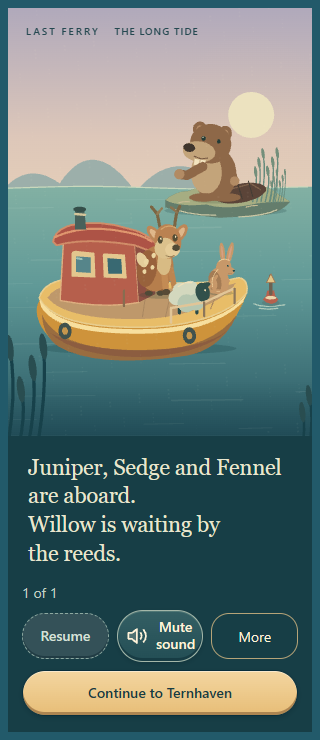 LAST FERRY THE LONG TIDE
Juniper, Sedge and Fennel
are aboard.
Willow is waiting by
the reeds.
1 of 1
Resume
Mute
sound
More
Continue to Ternhaven